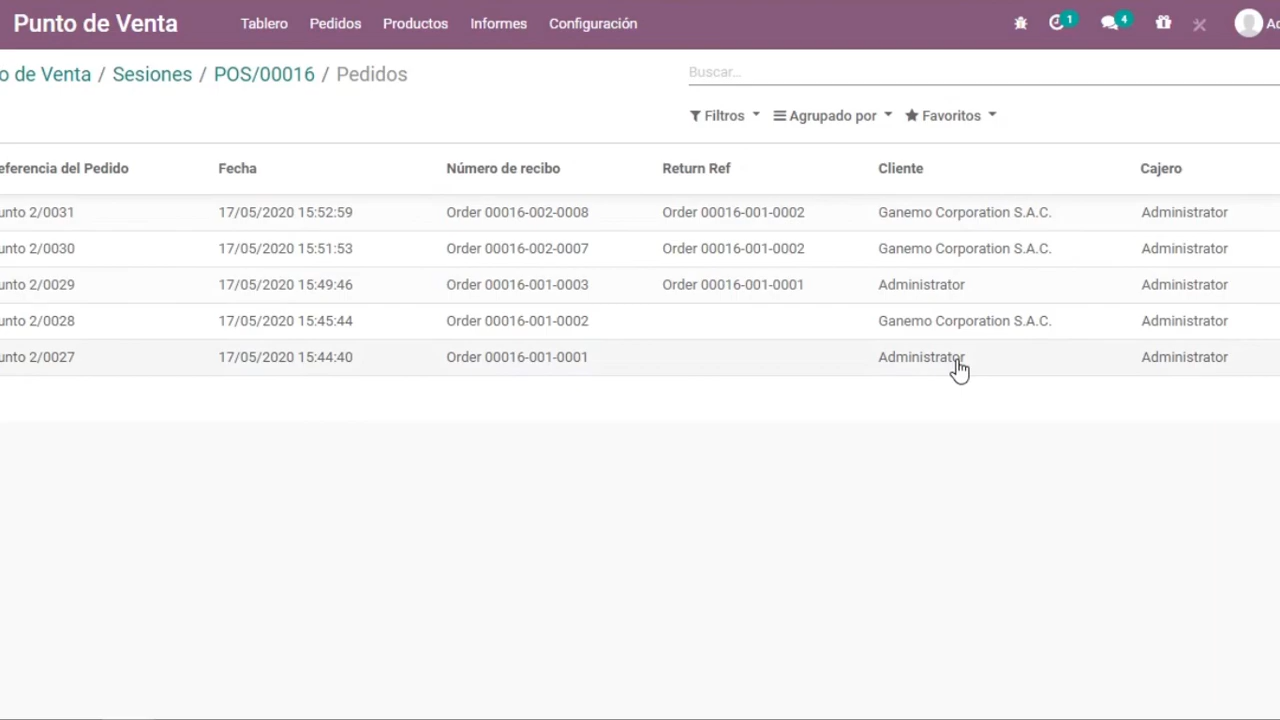 Punto de Venta Tablero Pedidos Productos Informes Configuración 1 4
de Venta / Sesiones / POS/00016 / Pedidos
Buscar...
Filtros Agrupado por Favoritos
eferencia del Pedido Fecha Número de recibo Return Ref Cliente Cajero
unto 2/0031 17/05/2020 15:52:59 Order 00016-002-0008 Order 00016-001-0002 Ganemo Corporation S.A.C. Administrator
unto 2/0030 17/05/2020 15:51:53 Order 00016-002-0007 Order 00016-001-0002 Ganemo Corporation S.A.C. Administrator
unto 2/0029 17/05/2020 15:49:46 Order 00016-001-0003 Order 00016-001-0001 Administrator Administrator
unto 2/0028 17/05/2020 15:45:44 Order 00016-001-0002 Ganemo Corporation S.A.C. Administrator
unto 2/0027 17/05/2020 15:44:40 Order 00016-001-0001 Administrator Administrator